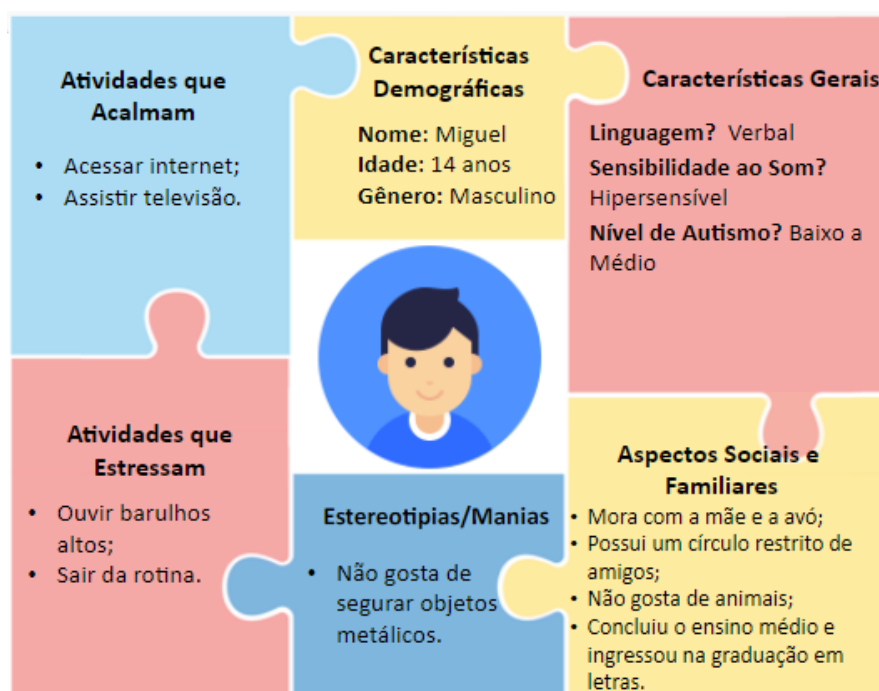 Atividades que
Acalmam
• Acessar internet;
• Assistir televisão.
Características
Demográficas
Nome: Miguel
Idade: 14 anos
Gênero: Masculino
Características Gerais
Linguagem? Verbal
Sensibilidade ao Som?
Hipersensível
Nível de Autismo? Baixo a
Médio
Atividades que
Estressam
• Ouvir barulhos
altos;
• Sair da rotina.
Estereotipias/Manias
• Não gosta de
segurar objetos
metálicos.
Aspectos Sociais e
Familiares
• Mora com a mãe e a avó;
• Possui um círculo restrito de
amigos;
• Não gosta de animais;
• Concluiu o ensino médio e
ingressou na graduação em
letras.